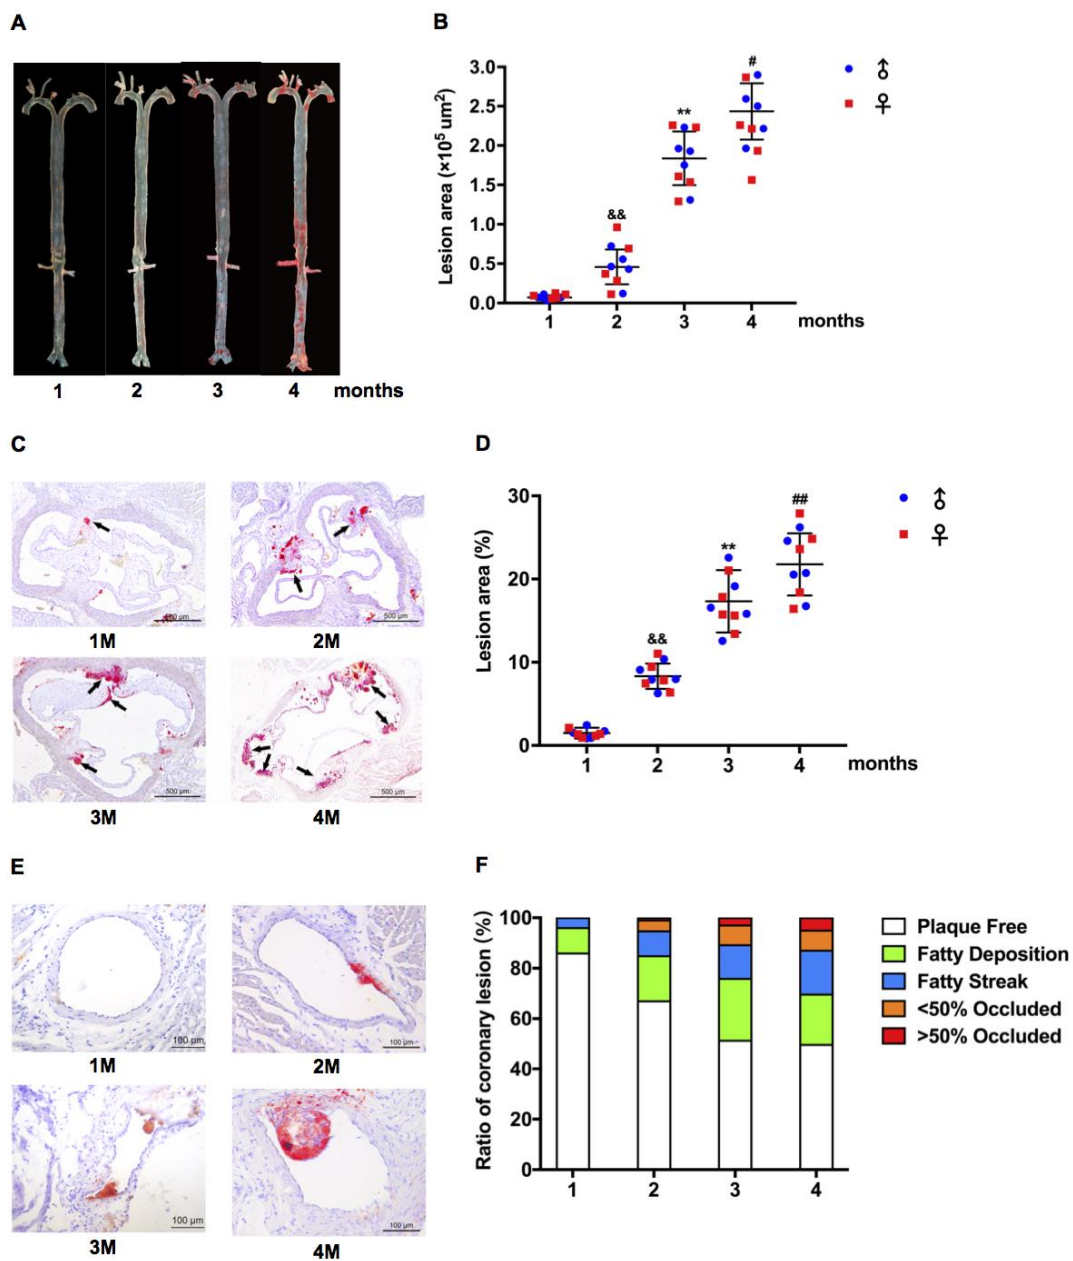 A
1 2 3 4 months
B
Lesion area (×10⁵ um²)
3.0
2.5
2.0
1.5
1.0
0.5
0.0
&&
**
#
1 2 3 4 months
♂
♀
C
500 µm
1M
500 µm
2M
500 µm
3M
500 µm
4M
D
Lesion area (%)
30
20
10
0
&&
**
##
1 2 3 4 months
♂
♀
E
100 µm
1M
100 µm
2M
100 µm
3M
100 µm
4M
F
Ratio of coronary lesion (%)
100
80
60
40
20
0
1 2 3 4
Plaque Free
Fatty Deposition
Fatty Streak
<50% Occluded
>50% Occluded